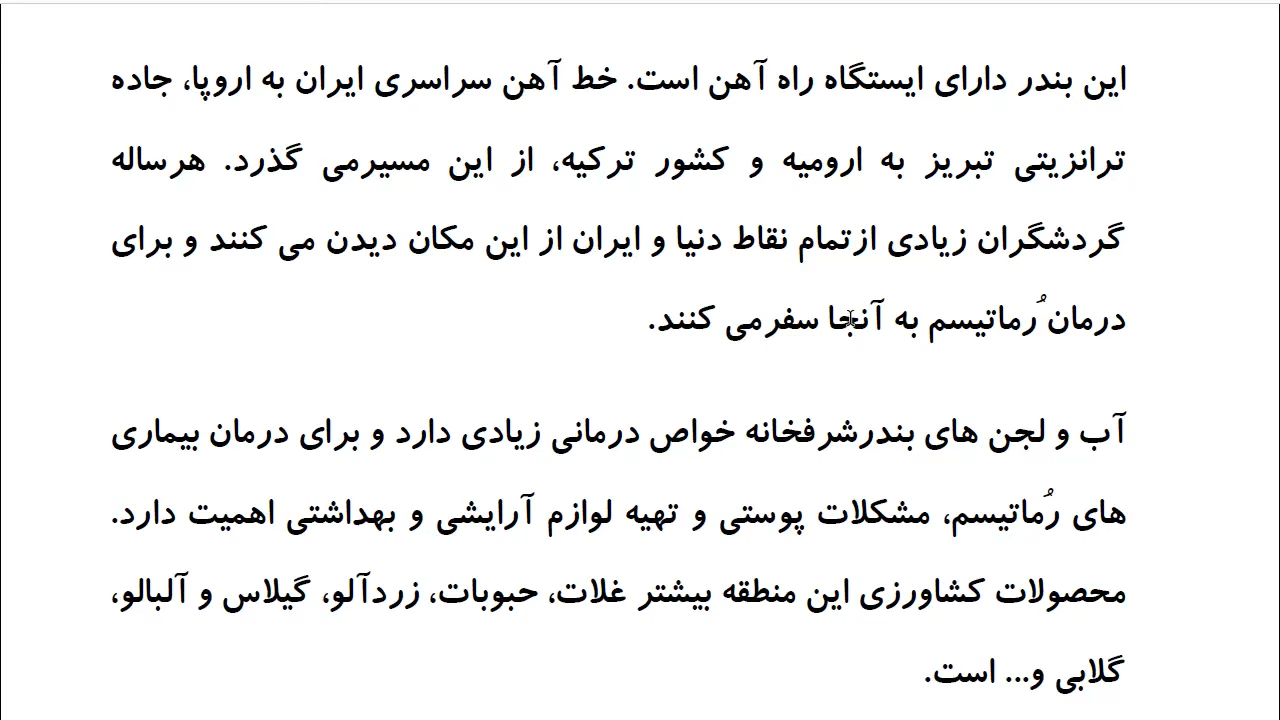 این بندر دارای ایستگاه راه آهن است. خط آهن سراسری ایران به اروپا، جاده
ترانزیتی تبریز به ارومیه و کشور ترکیه، از این مسیرمی گذرد. هرساله
گردشگران زیادی ازتمام نقاط دنیا و ایران از این مکان دیدن می کنند و برای
درمان ُرماتیسم به آنجا سفرمی کنند.
آب و لجن های بندرشرفخانه خواص درمانی زیادی دارد و برای درمان بیماری
های رُماتیسم، مشکلات پوستی و تهیه لوازم آرایشی و بهداشتی اهمیت دارد.
محصولات کشاورزی این منطقه بیشتر غلات، حبوبات، زردآلو، گیلاس و آلبالو،
گلابی و... است.